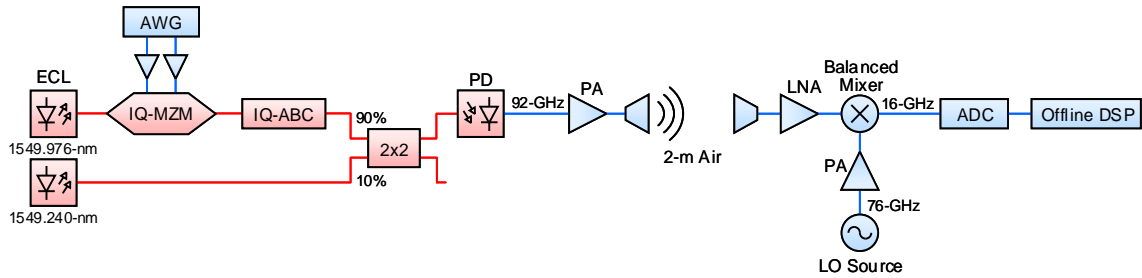 AWG
ECL
IQ-MZM
IQ-ABC
1549.976-nm
1549.240-nm
90%
2x2
10%
PD
92-GHz
PA
2-m Air
LNA
Balanced
Mixer
16-GHz
ADC
Offline DSP
PA
76-GHz
LO Source